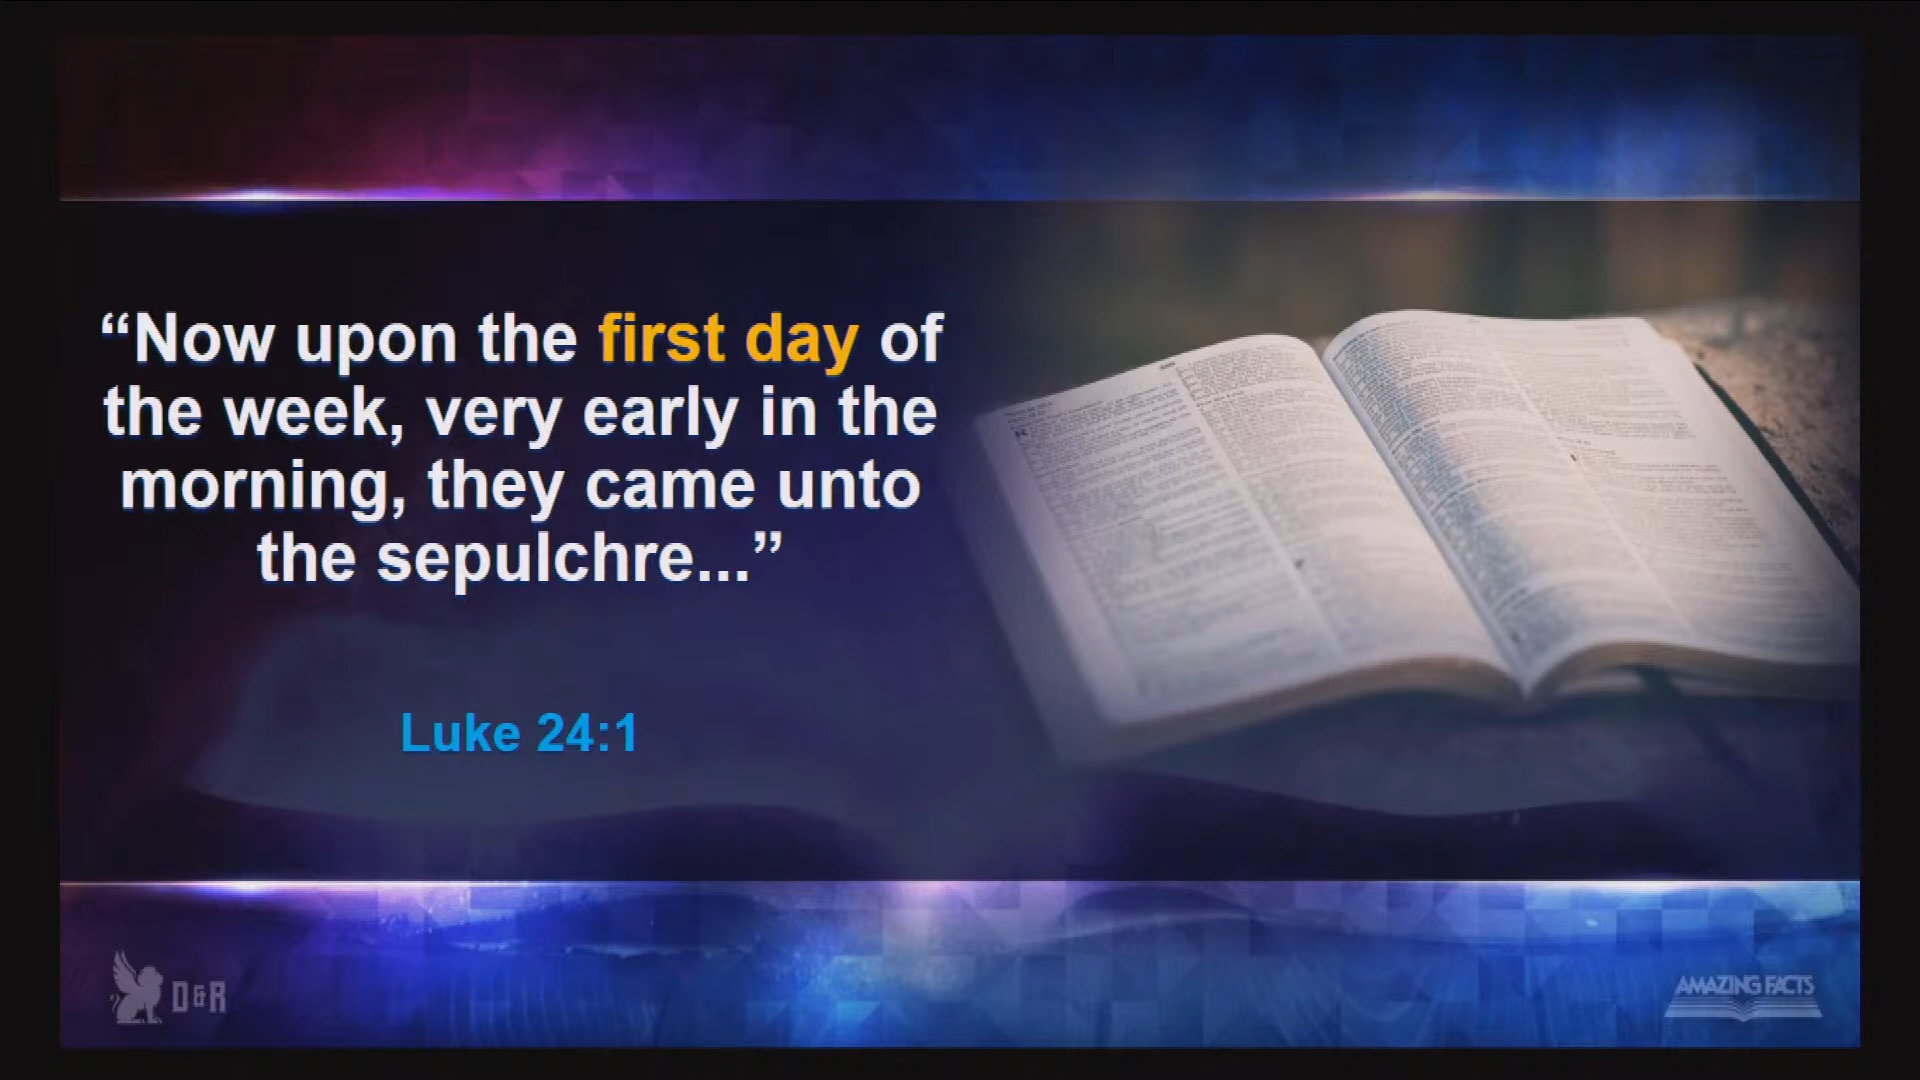 “Now upon the first day of
the week, very early in the
morning, they came unto
the sepulchre...”
Luke 24:1
D&R
AMAZING FACTS